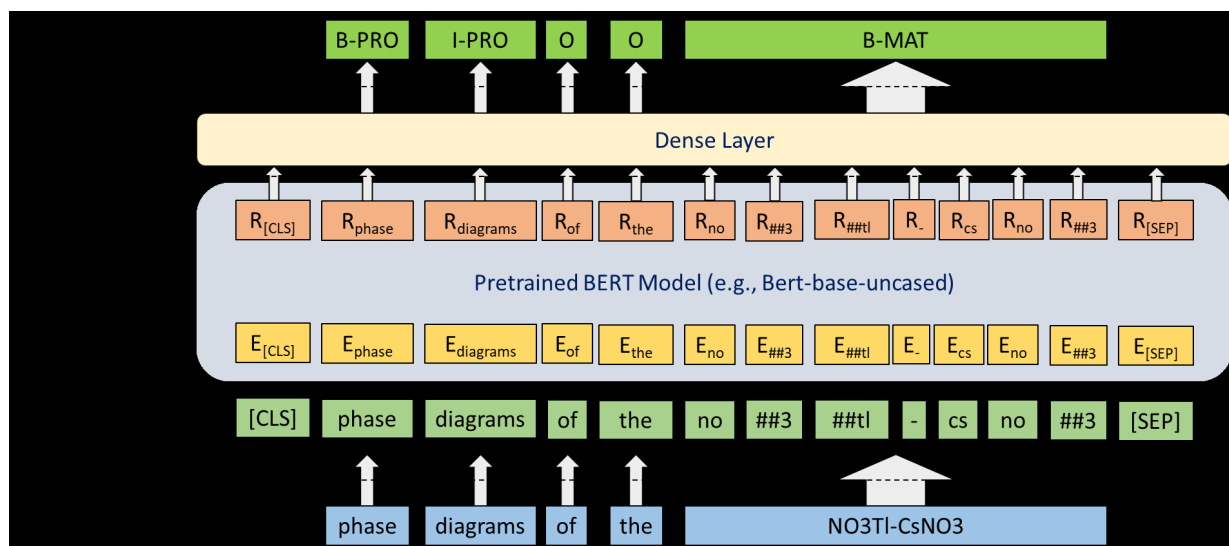 B-PRO I-PRO O O B-MAT
Dense Layer
R[CLS] Rphase Rdiagrams Rof Rthe Rno R##3 R##tl R- Rcs Rno R##3 R[SEP]
Pretrained BERT Model (e.g., Bert-base-uncased)
E[CLS] Ephase Ediagrams Eof Ethe Eno E##3 E##tl E- Ecs Eno E##3 E[SEP]
[CLS] phase diagrams of the no ##3 ##tl - cs no ##3 [SEP]
phase diagrams of the NO3Tl-CsNO3